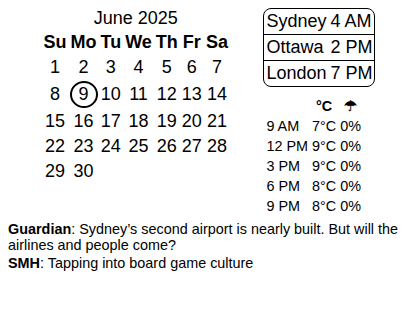 June 2025
Su Mo Tu We Th Fr Sa
1 2 3 4 5 6 7
8 9 10 11 12 13 14
15 16 17 18 19 20 21
22 23 24 25 26 27 28
29 30
Sydney 4 AM
Ottawa 2 PM
London 7 PM
°C ☂
9 AM 7°C 0%
12 PM 9°C 0%
3 PM 9°C 0%
6 PM 8°C 0%
9 PM 8°C 0%
Guardian: Sydney’s second airport is nearly built. But will the
airlines and people come?
SMH: Tapping into board game culture